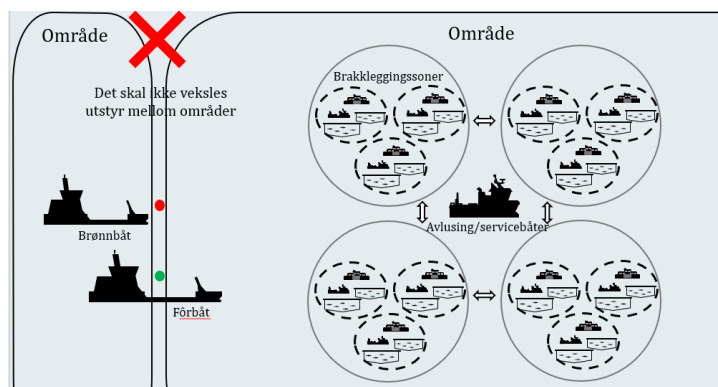 Område
Område
Brakkleggingssoner
Det skal ikke veksles
utstyr mellom områder
Avlusing/servicebåter
Brønnbåt
Fôrbåt